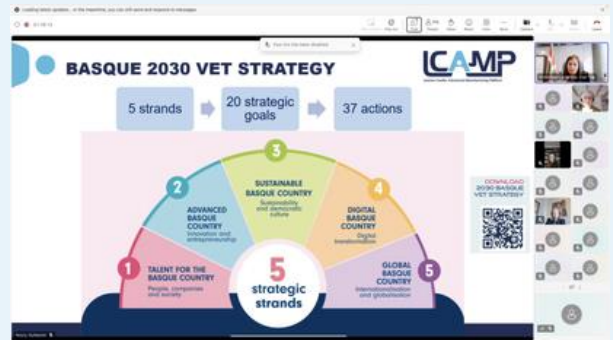 BASQUE 2030 VET STRATEGY
LCAMP
5 strands
20 strategic
goals
37 actions
1
TALENT FOR THE
BASQUE COUNTRY
People, companies
and society
2
ADVANCED
BASQUE
COUNTRY
Innovation and
entrepreneurship
3
SUSTAINABLE
BASQUE COUNTRY
Sustainability
and democratic
culture
4
DIGITAL
BASQUE
COUNTRY
Digital
transformation
5
GLOBAL
BASQUE
COUNTRY
Internationalisation
and globalisation
5
strategic
strands
DOWNLOAD
2030 BASQUE
VET STRATEGY